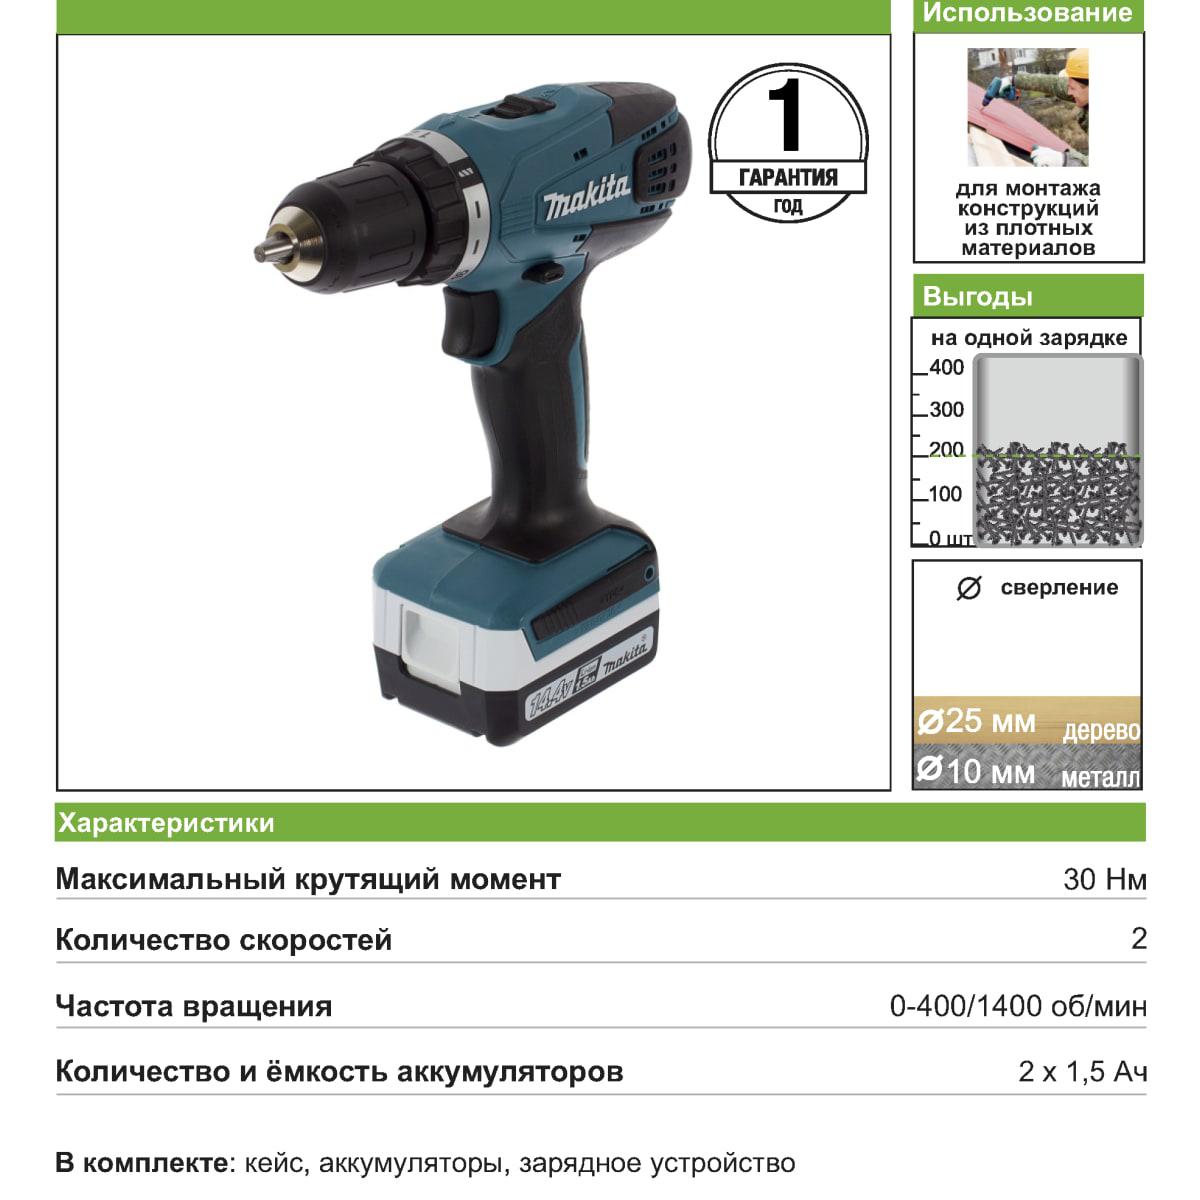 Использование
для монтажа
конструкций
из плотных
материалов
1
ГАРАНТИЯ
ГОД
makita
14.4V
1.5Ah
makita
Выгоды
на одной зарядке
400
300
200
100
0 шт
Ø сверление
Ø25 мм дерево
Ø10 мм металл
Характеристики
Максимальный крутящий момент 30 Нм
Количество скоростей 2
Частота вращения 0-400/1400 об/мин
Количество и ёмкость аккумуляторов 2 x 1,5 Ач
В комплекте: кейс, аккумуляторы, зарядное устройство